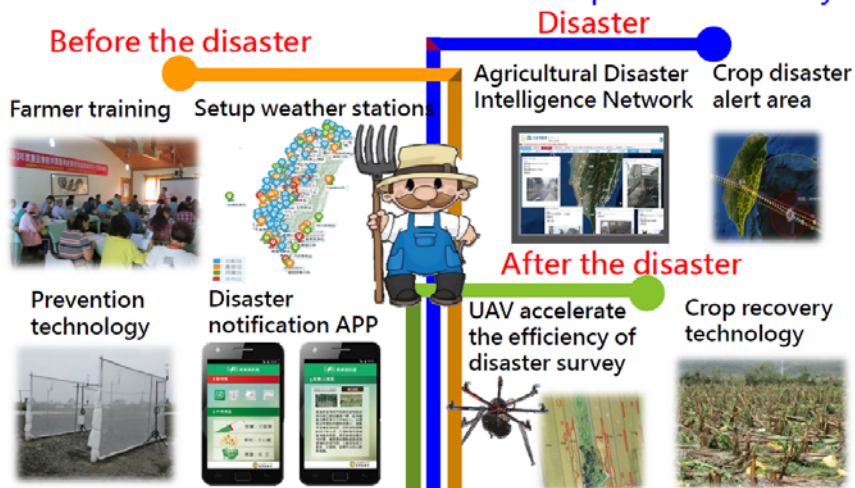 Before the disaster
Disaster
Farmer training
Setup weather stations
Agricultural Disaster
Intelligence Network
Crop disaster
alert area
After the disaster
Prevention
technology
Disaster
notification APP
UAV accelerate
the efficiency of
disaster survey
Crop recovery
technology